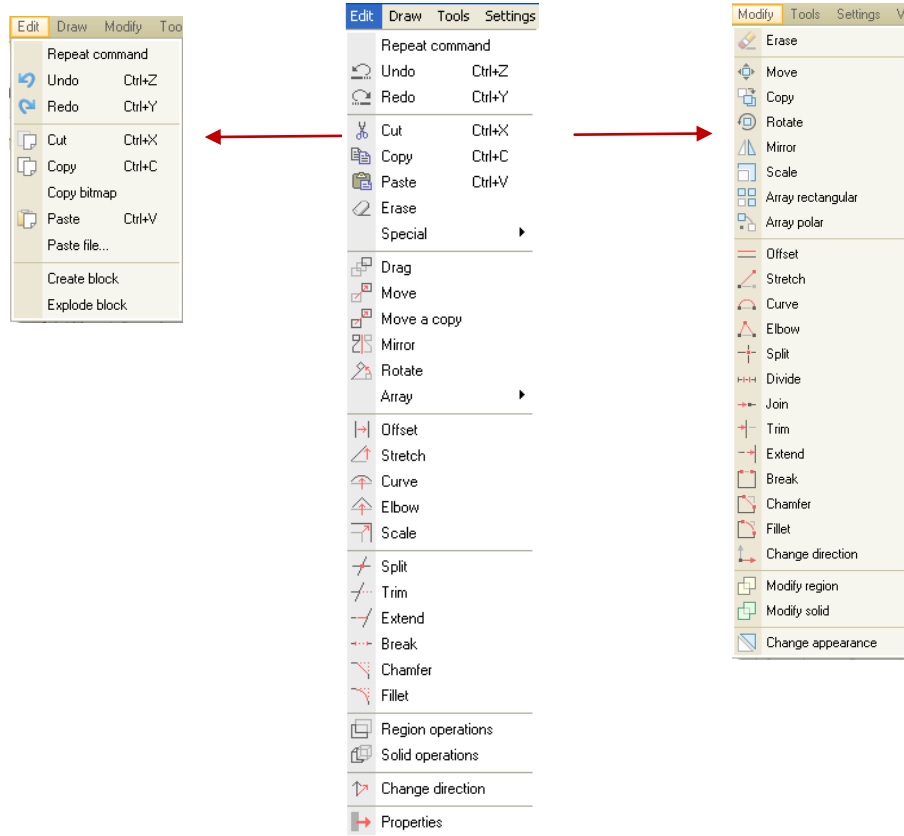 Edit Draw Modify Too
Repeat command
Undo Ctrl+Z
Redo Ctrl+Y
Cut Ctrl+X
Copy Ctrl+C
Copy bitmap
Paste Ctrl+V
Paste file...
Create block
Explode block
Edit Draw Tools Settings
Repeat command
Undo Ctrl+Z
Redo Ctrl+Y
Cut Ctrl+X
Copy Ctrl+C
Paste Ctrl+V
Erase
Special
Drag
Move
Move a copy
Mirror
Rotate
Array
Offset
Stretch
Curve
Elbow
Scale
Split
Trim
Extend
Break
Chamfer
Fillet
Region operations
Solid operations
Change direction
Properties
Modify Tools Settings V
Erase
Move
Copy
Rotate
Mirror
Scale
Array rectangular
Array polar
Offset
Stretch
Curve
Elbow
Split
Divide
Join
Trim
Extend
Break
Chamfer
Fillet
Change direction
Modify region
Modify solid
Change appearance